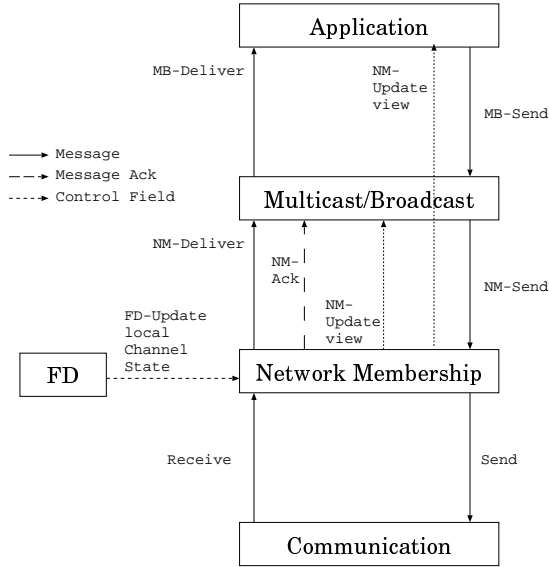 Application
MB-Deliver
NM-
Update
view
MB-Send
Message
Message Ack
Control Field
Multicast/Broadcast
NM-Deliver
NM-
Ack
NM-Send
NM-
Update
view
FD-Update
local
Channel
State
FD
Network Membership
Receive
Send
Communication